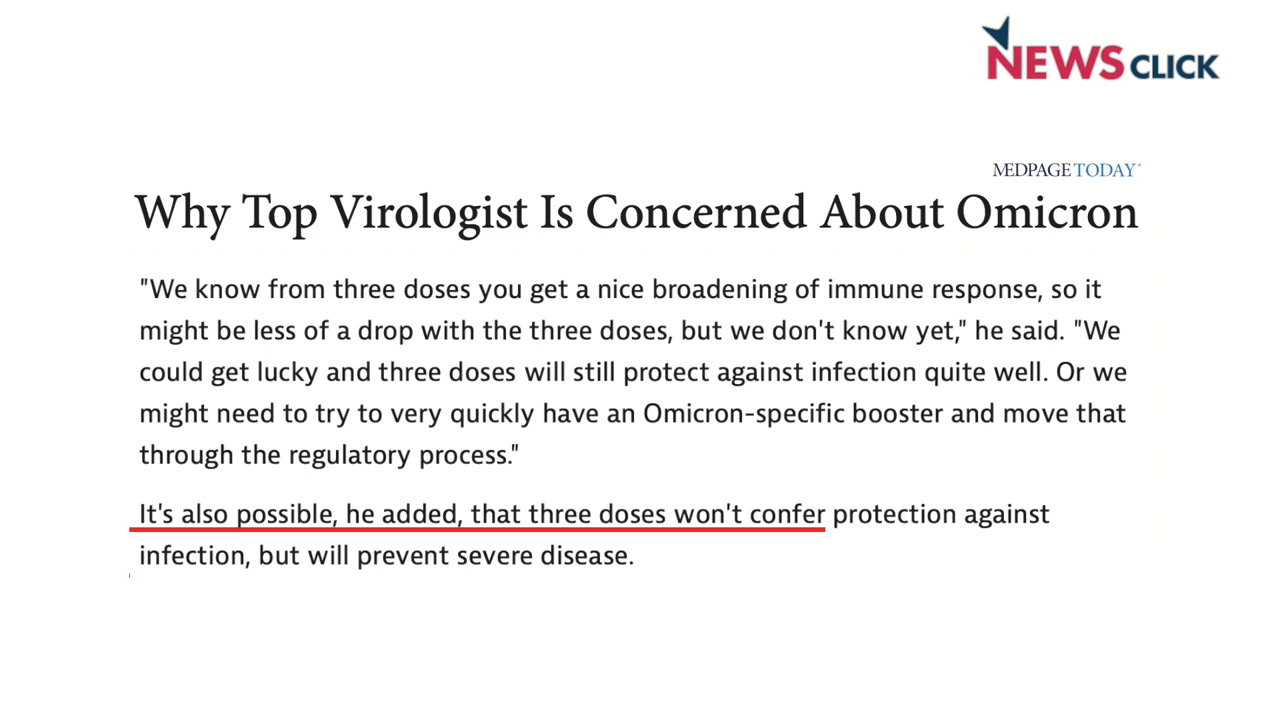 NEWSCLICK
MEDPAGE TODAY
Why Top Virologist Is Concerned About Omicron
"We know from three doses you get a nice broadening of immune response, so it
might be less of a drop with the three doses, but we don't know yet," he said. "We
could get lucky and three doses will still protect against infection quite well. Or we
might need to try to very quickly have an Omicron-specific booster and move that
through the regulatory process."
It's also possible, he added, that three doses won't confer protection against
infection, but will prevent severe disease.